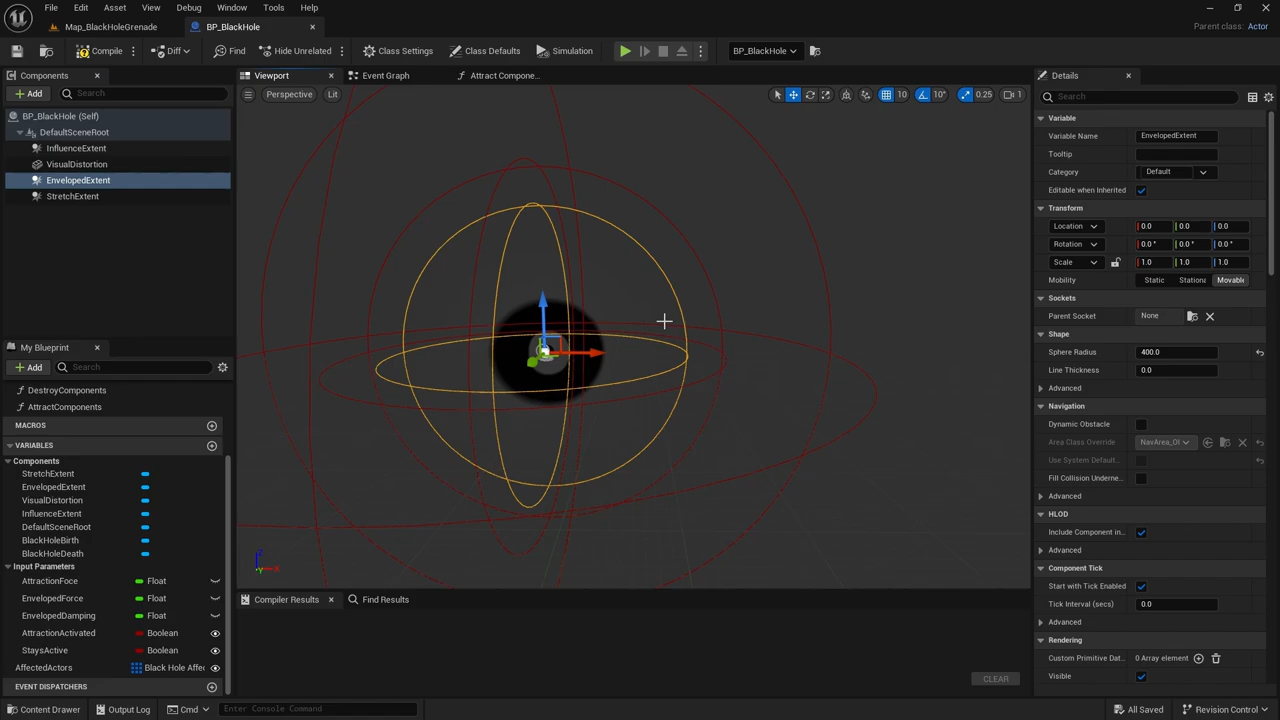 File Edit Asset View Debug Window Tools Help
Map_BlackHoleGrenade
BP_BlackHole
Parent class: Actor
Compile
Diff
Find
Hide Unrelated
Class Settings
Class Defaults
Simulation
BP_BlackHole
Components
Add
Search
BP_BlackHole (Self)
DefaultSceneRoot
InfluenceExtent
VisualDistortion
EnvelopedExtent
StretchExtent
My Blueprint
Add
Search
DestroyComponents
AttractComponents
MACROS
VARIABLES
Components
StretchExtent
EnvelopedExtent
VisualDistortion
InfluenceExtent
DefaultSceneRoot
BlackHoleBirth
BlackHoleDeath
Input Parameters
AttractionFoce Float
EnvelopedForce Float
EnvelopedDamping Float
AttractionActivated Boolean
StaysActive Boolean
AffectedActors Black Hole Affec
EVENT DISPATCHERS
Viewport
Event Graph
Attract Compone...
Perspective
Lit
10
10°
0.25
1
Z
X
Y
Compiler Results
Find Results
CLEAR
Details
Search
Variable
Variable Name EnvelopedExtent
Tooltip
Category Default
Editable when Inherited
Transform
Location 0.0 0.0 0.0
Rotation 0.0° 0.0° 0.0°
Scale 1.0 1.0 1.0
Mobility Static Stationa Movable
Sockets
Parent Socket None
Shape
Sphere Radius 400.0
Line Thickness 0.0
Advanced
Navigation
Dynamic Obstacle
Area Class Override NavArea_Ol
Use System Default...
Fill Collision Underne...
Advanced
HLOD
Include Component in...
Advanced
Component Tick
Start with Tick Enabled
Tick Interval (secs) 0.0
Advanced
Rendering
Custom Primitive Dat... 0 Array element
Visible
Content Drawer
Output Log
Cmd
Enter Console Command
All Saved
Revision Control